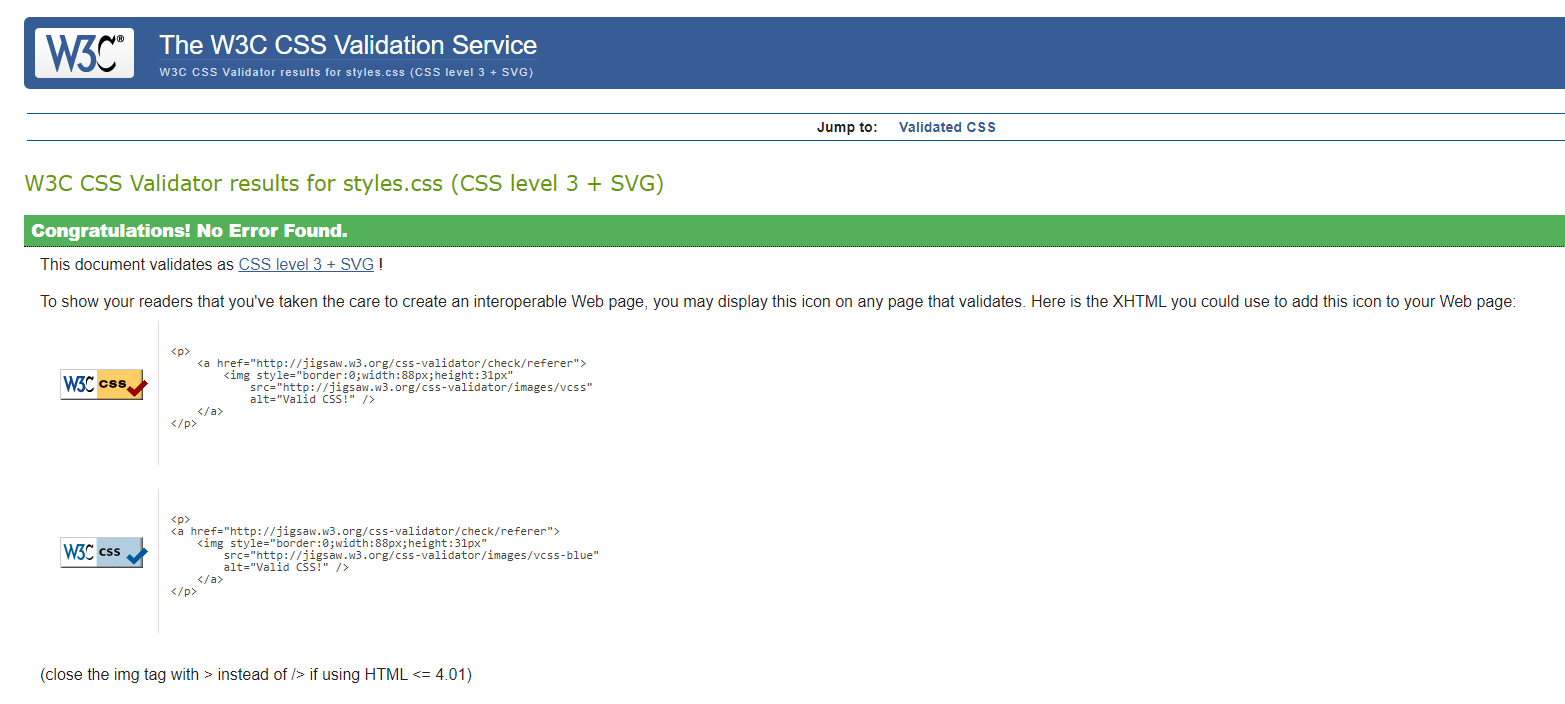 W3C®
The W3C CSS Validation Service
W3C CSS Validator results for styles.css (CSS level 3 + SVG)
Jump to: Validated CSS
W3C CSS Validator results for styles.css (CSS level 3 + SVG)
Congratulations! No Error Found.
This document validates as CSS level 3 + SVG !
To show your readers that you've taken the care to create an interoperable Web page, you may display this icon on any page that validates. Here is the XHTML you could use to add this icon to your Web page:
W3C css
<p>
    <a href="http://jigsaw.w3.org/css-validator/check/referer">
        <img style="border:0;width:88px;height:31px"
            src="http://jigsaw.w3.org/css-validator/images/vcss"
            alt="Valid CSS!" />
    </a>
</p>
W3C css
<p>
<a href="http://jigsaw.w3.org/css-validator/check/referer">
    <img style="border:0;width:88px;height:31px"
        src="http://jigsaw.w3.org/css-validator/images/vcss-blue"
        alt="Valid CSS!" />
    </a>
</p>
(close the img tag with > instead of /> if using HTML <= 4.01)